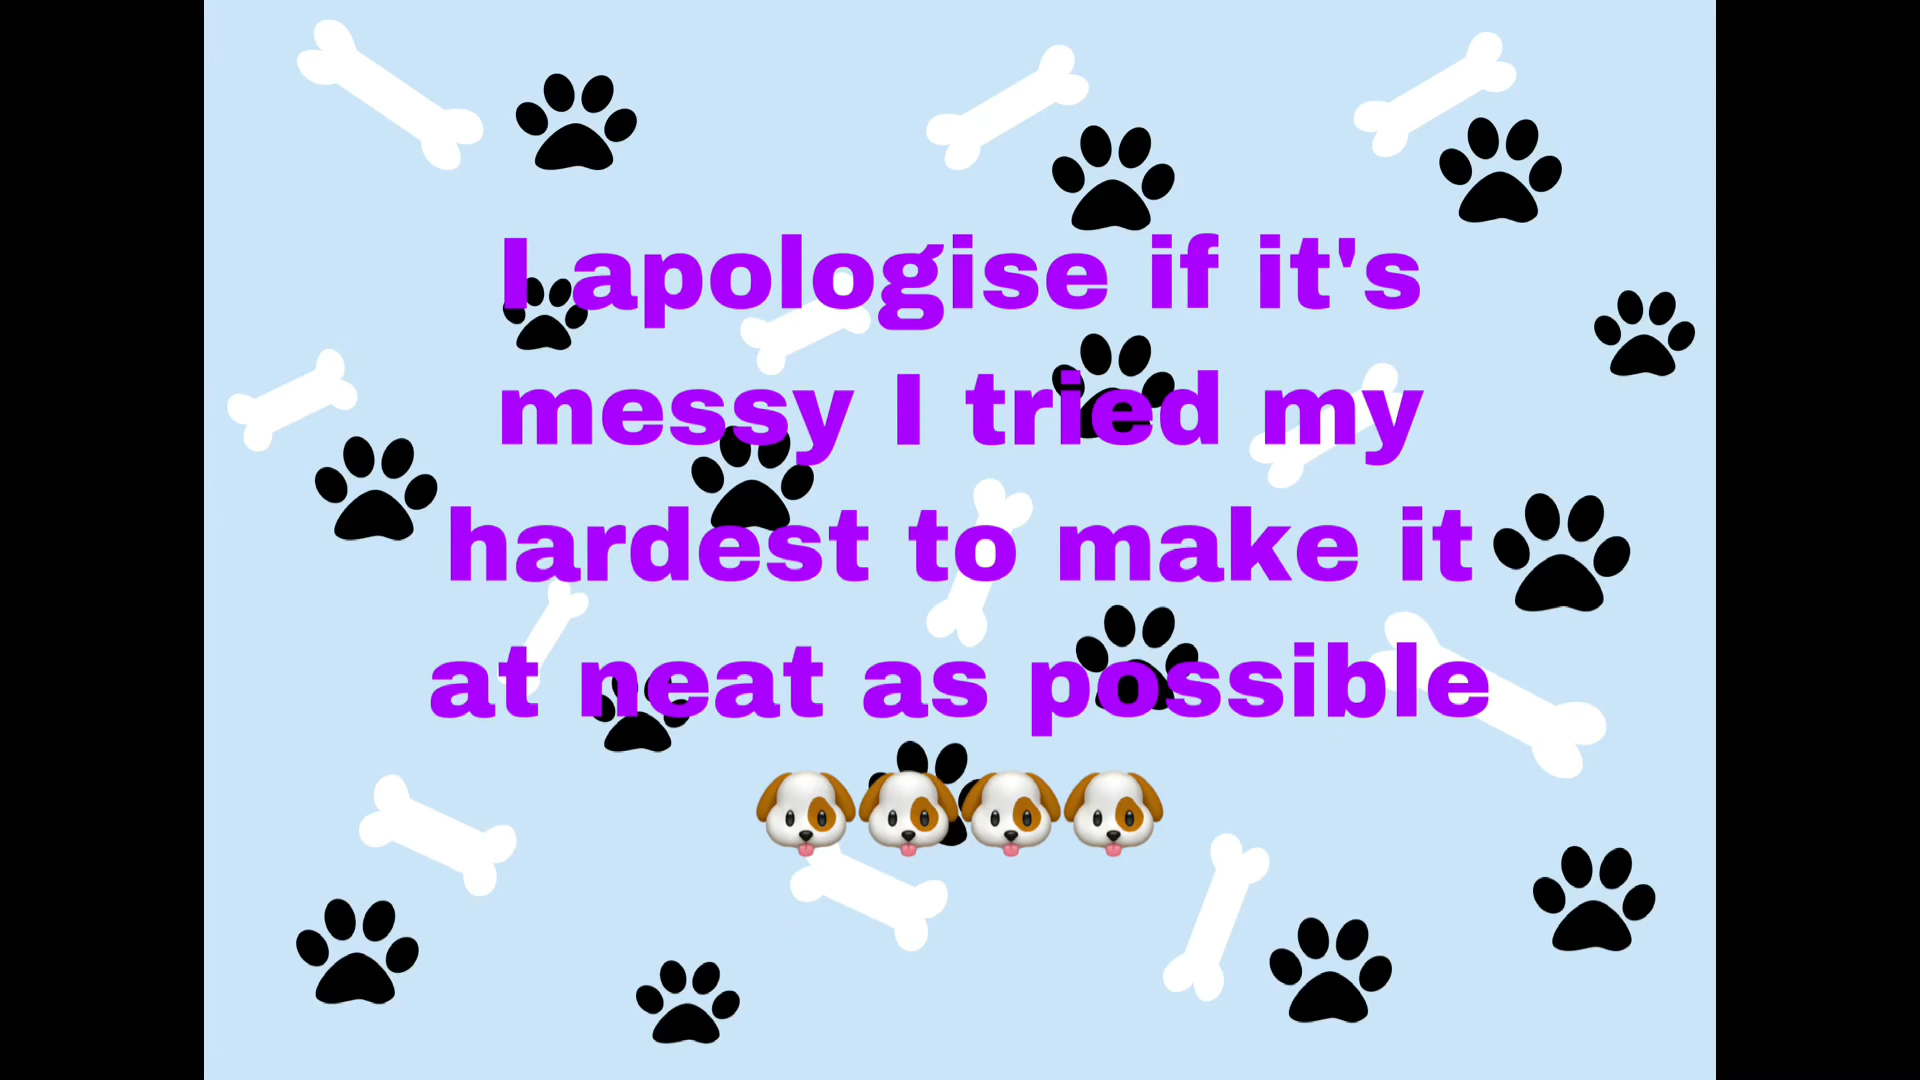 I apologise if it's
messy I tried my
hardest to make it
at neat as possible
🐶🐶🐶🐶